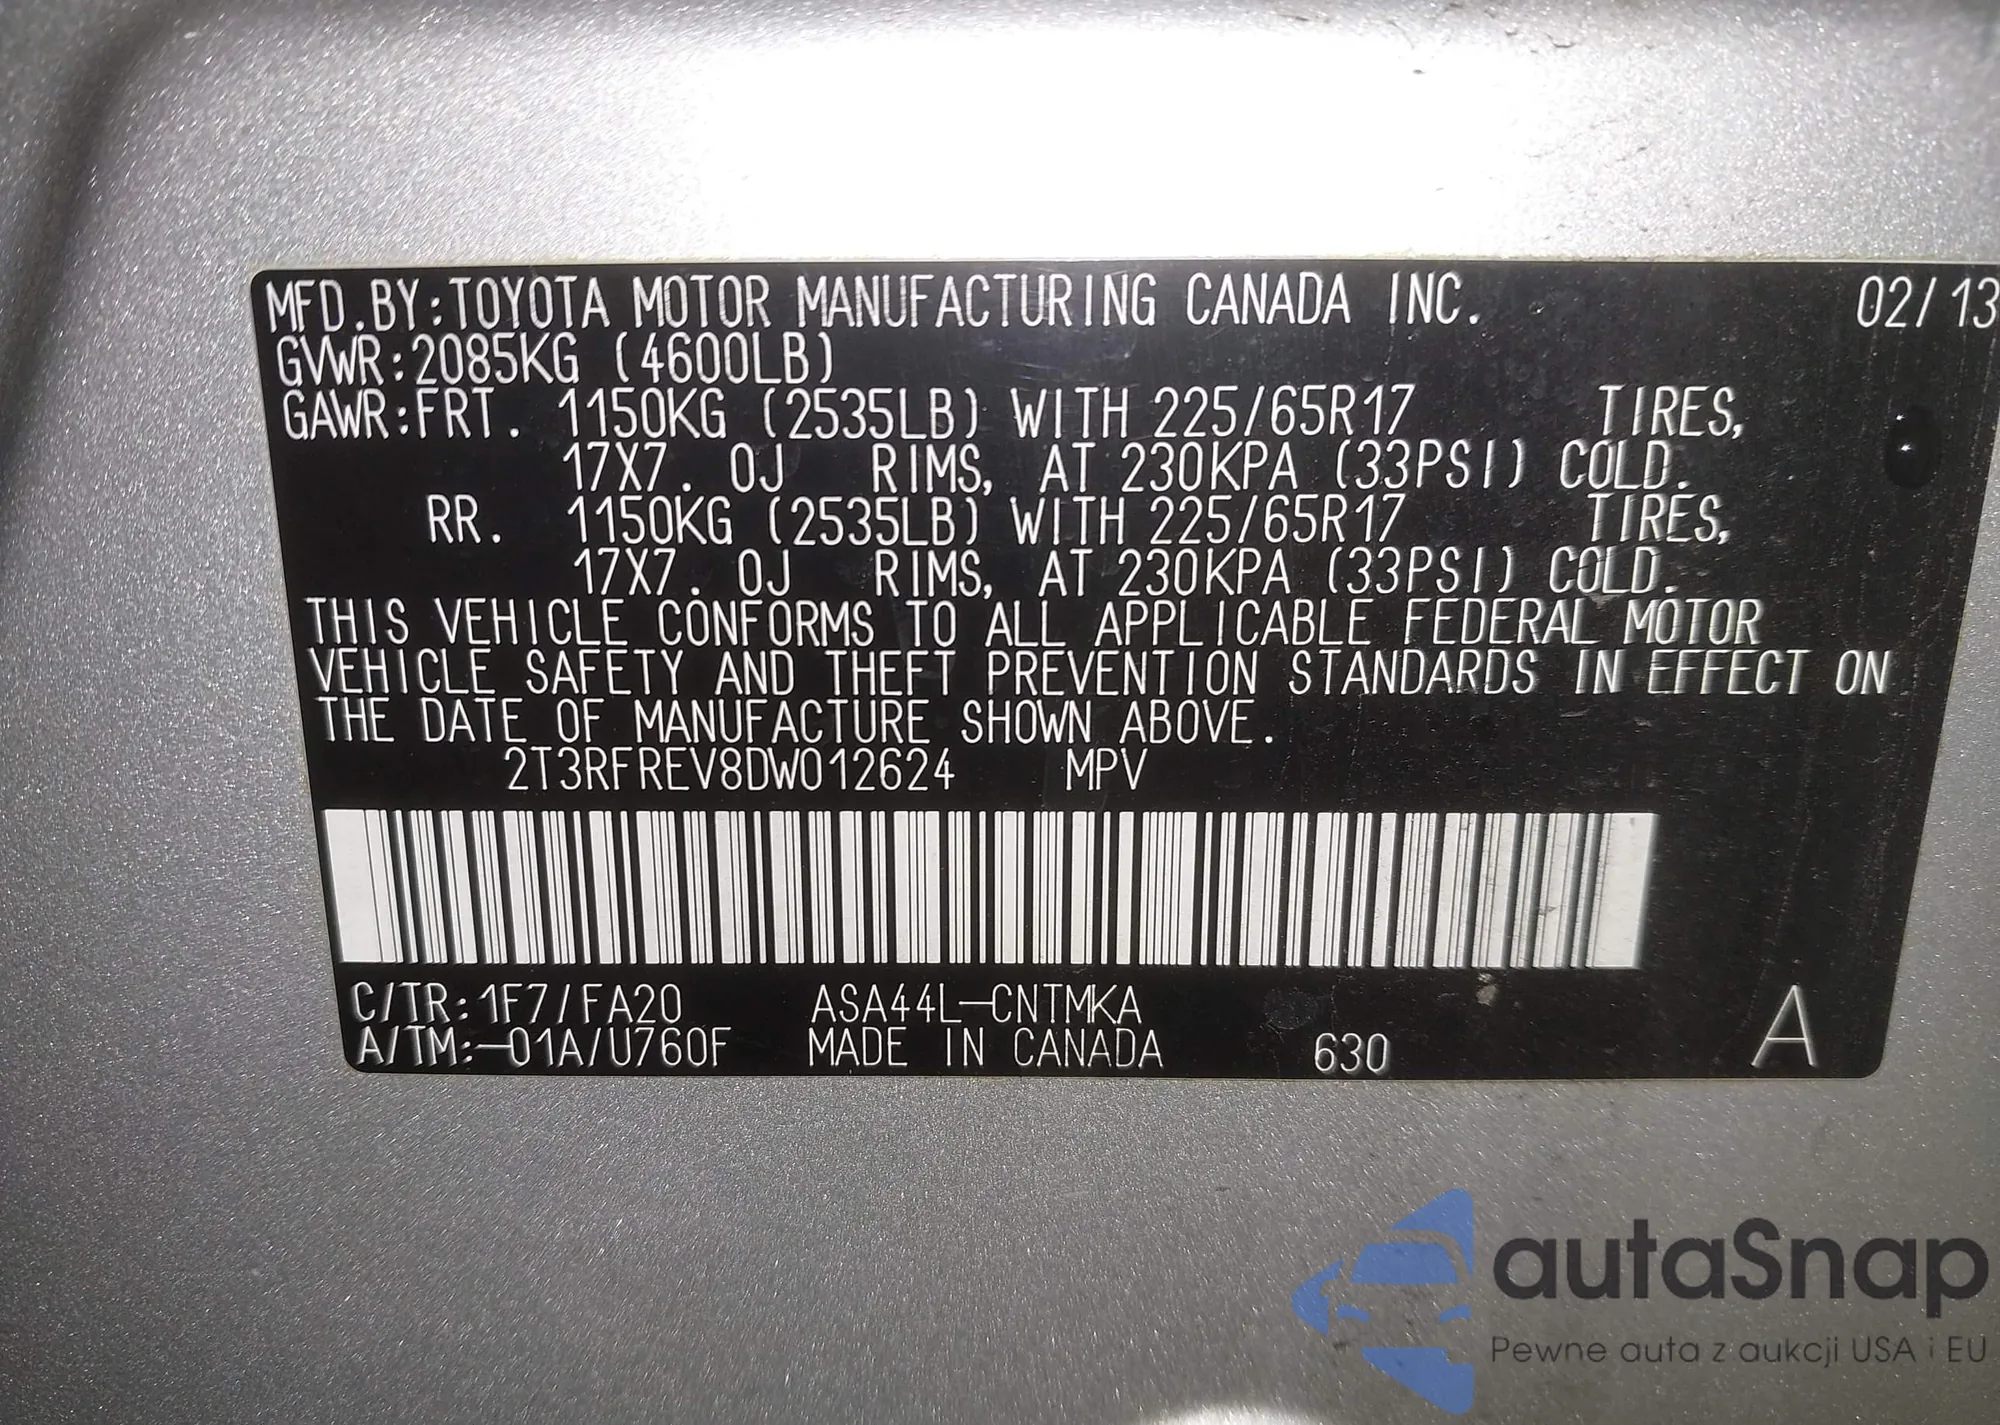 MFD.BY:TOYOTA MOTOR MANUFACTURING CANADA INC. 02/13
GVWR:2085KG (4600LB)
GAWR:FRT. 1150KG (2535LB) WITH 225/65R17 TIRES,
17X7. 0J RIMS, AT 230KPA (33PSI) COLD.
RR. 1150KG (2535LB) WITH 225/65R17 TIRES,
17X7. 0J RIMS, AT 230KPA (33PSI) COLD.
THIS VEHICLE CONFORMS TO ALL APPLICABLE FEDERAL MOTOR
VEHICLE SAFETY AND THEFT PREVENTION STANDARDS IN EFFECT ON
THE DATE OF MANUFACTURE SHOWN ABOVE.
2T3RFREV8DW012624 MPV
C/TR:1F7/FA20 ASA44L-CNTMKA
A/TM:-01A/U760F MADE IN CANADA 630 A
autaSnap
Pewne auta z aukcji USA i EU